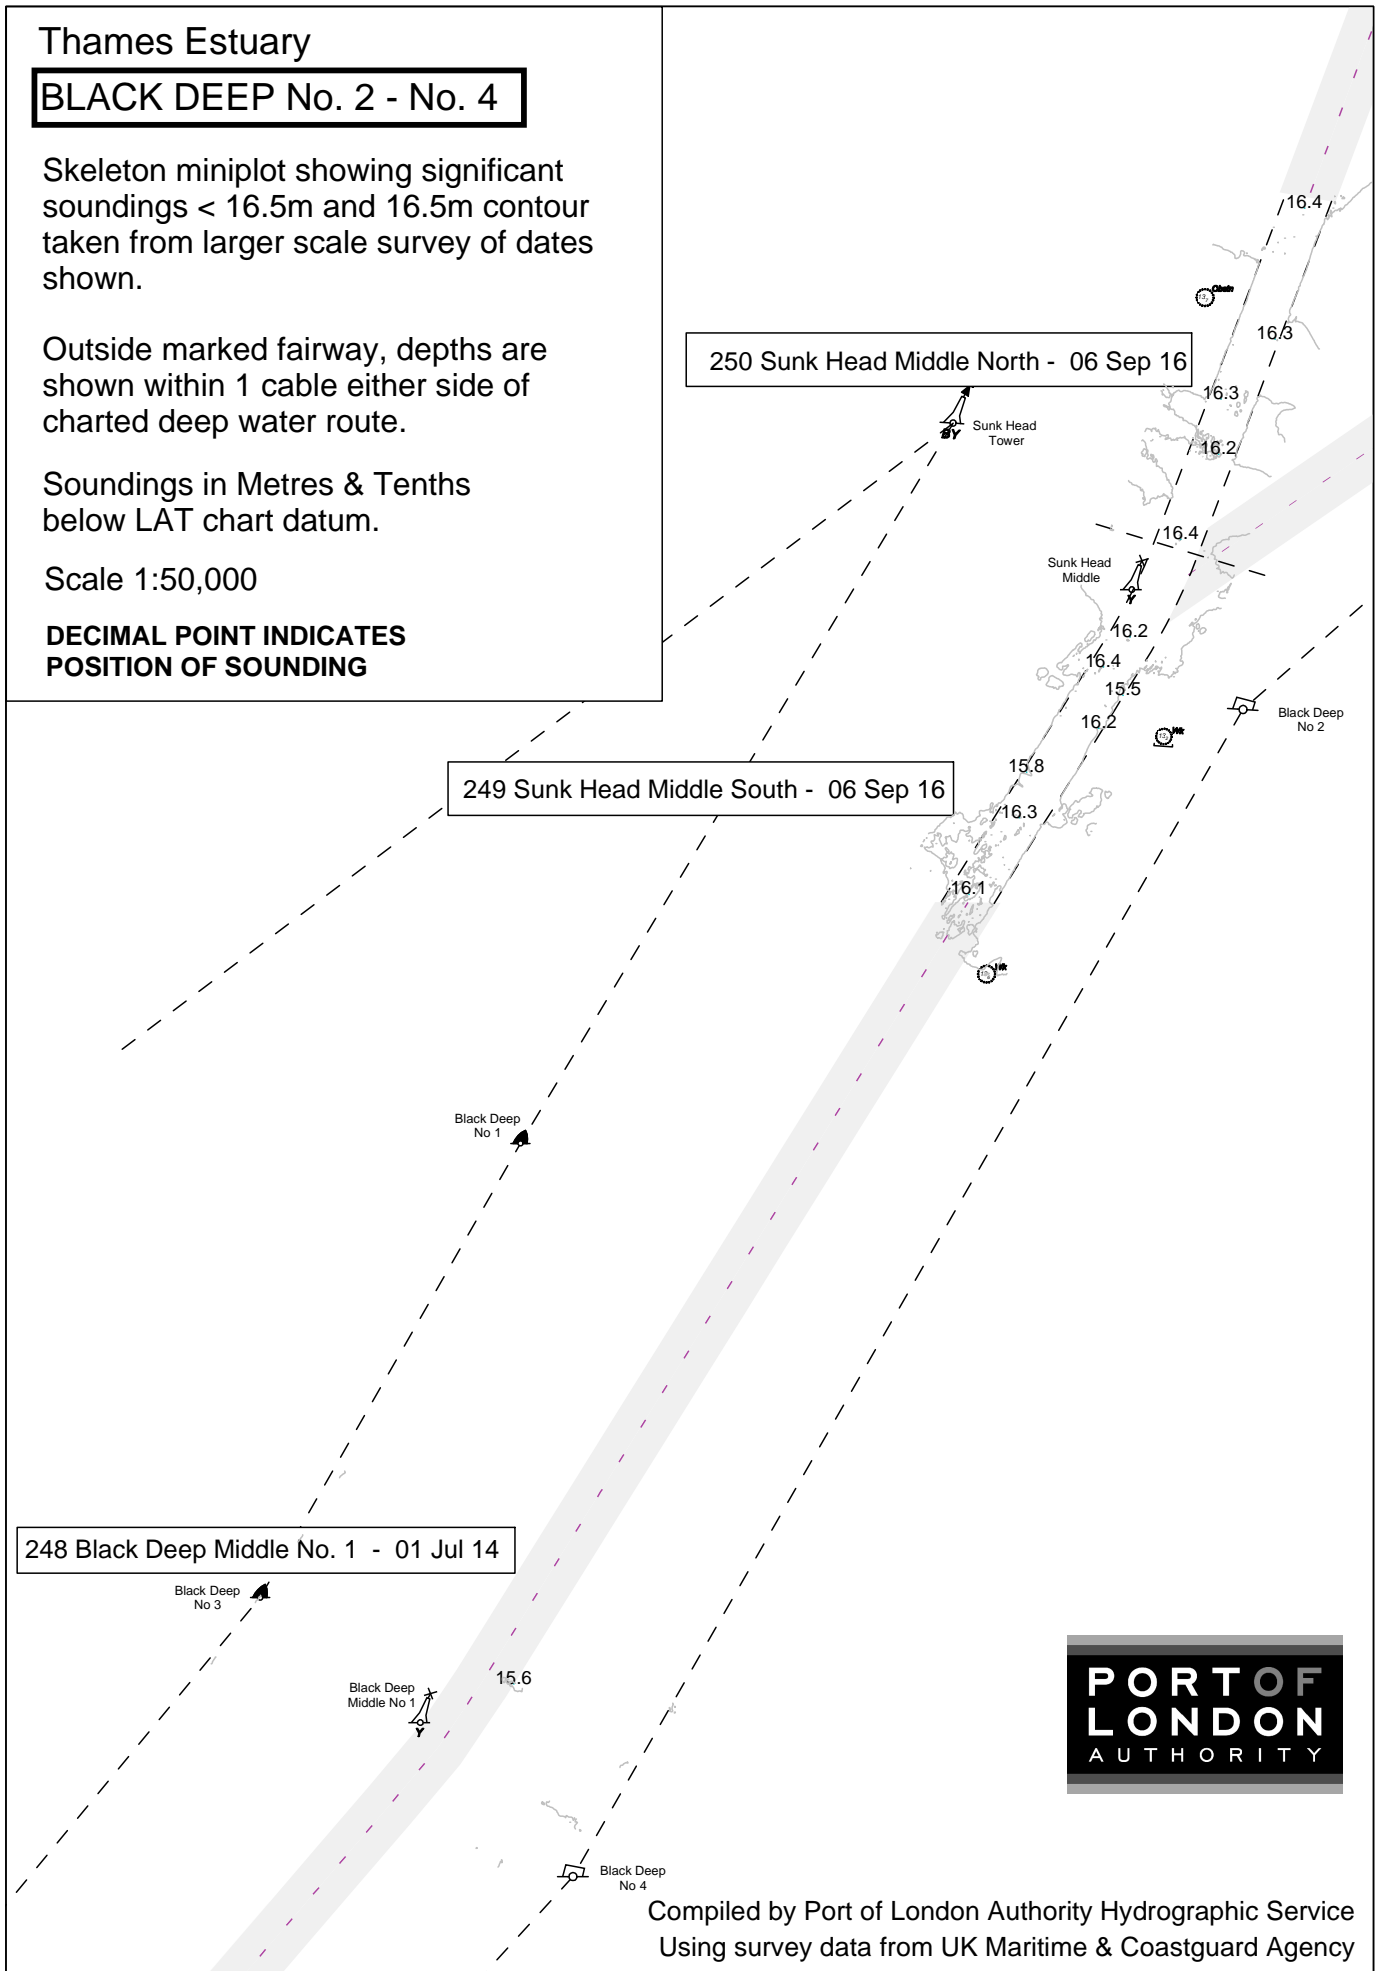 Thames Estuary
BLACK DEEP No. 2 - No. 4
Skeleton miniplot showing significant
soundings < 16.5m and 16.5m contour
taken from larger scale survey of dates
shown.
Outside marked fairway, depths are
shown within 1 cable either side of
charted deep water route.
Soundings in Metres & Tenths
below LAT chart datum.
Scale 1:50,000
DECIMAL POINT INDICATES
POSITION OF SOUNDING
16.4
Obstn
16.3
250 Sunk Head Middle North - 06 Sep 16
16.3
BY
Sunk Head
Tower
16.2
16.4
Sunk Head
Middle
Y
16.2
16.4
15.5
Black Deep
No 2
16.2
Wk
15.8
249 Sunk Head Middle South - 06 Sep 16
16.3
16.1
Wk
Black Deep
No 1
248 Black Deep Middle No. 1 - 01 Jul 14
Black Deep
No 3
15.6
Black Deep
Middle No 1
Y
PORT OF
LONDON
AUTHORITY
Black Deep
No 4
Compiled by Port of London Authority Hydrographic Service
Using survey data from UK Maritime & Coastguard Agency